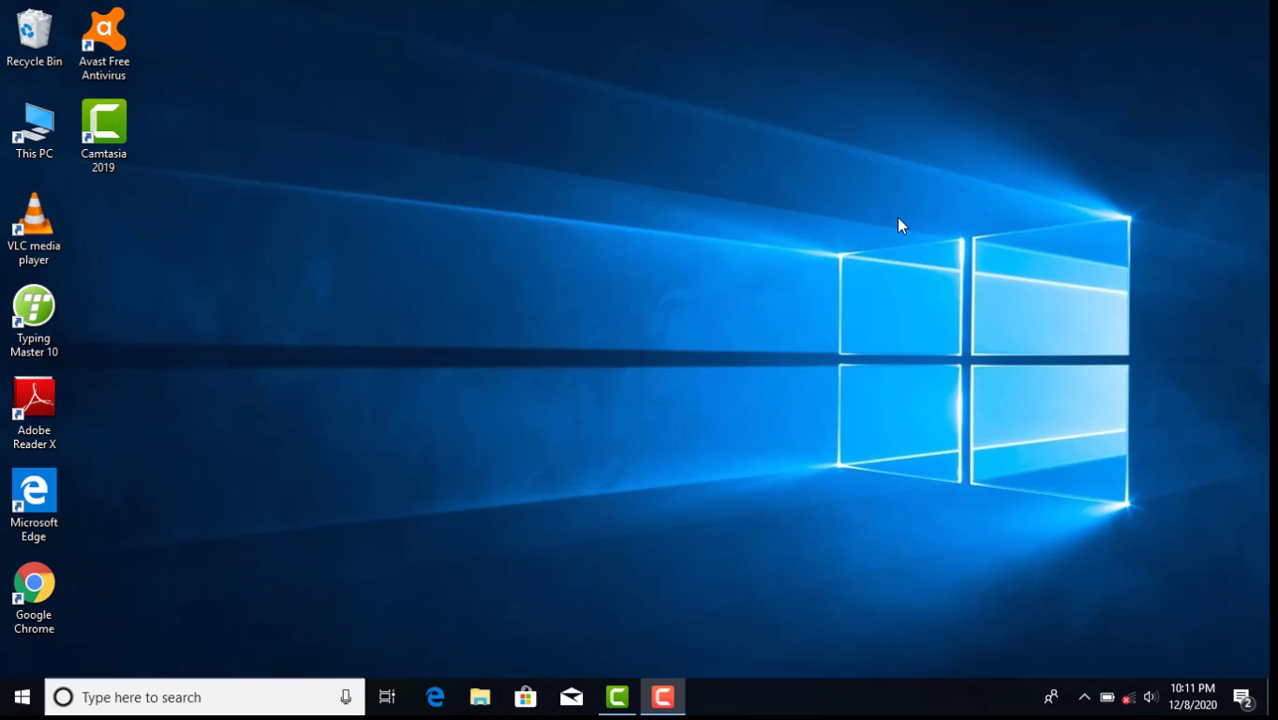 Recycle Bin
Avast Free
Antivirus
This PC
Camtasia
2019
VLC media
player
Typing
Master 10
Adobe
Reader X
Microsoft
Edge
Google
Chrome
Type here to search
10:11 PM
12/8/2020
2